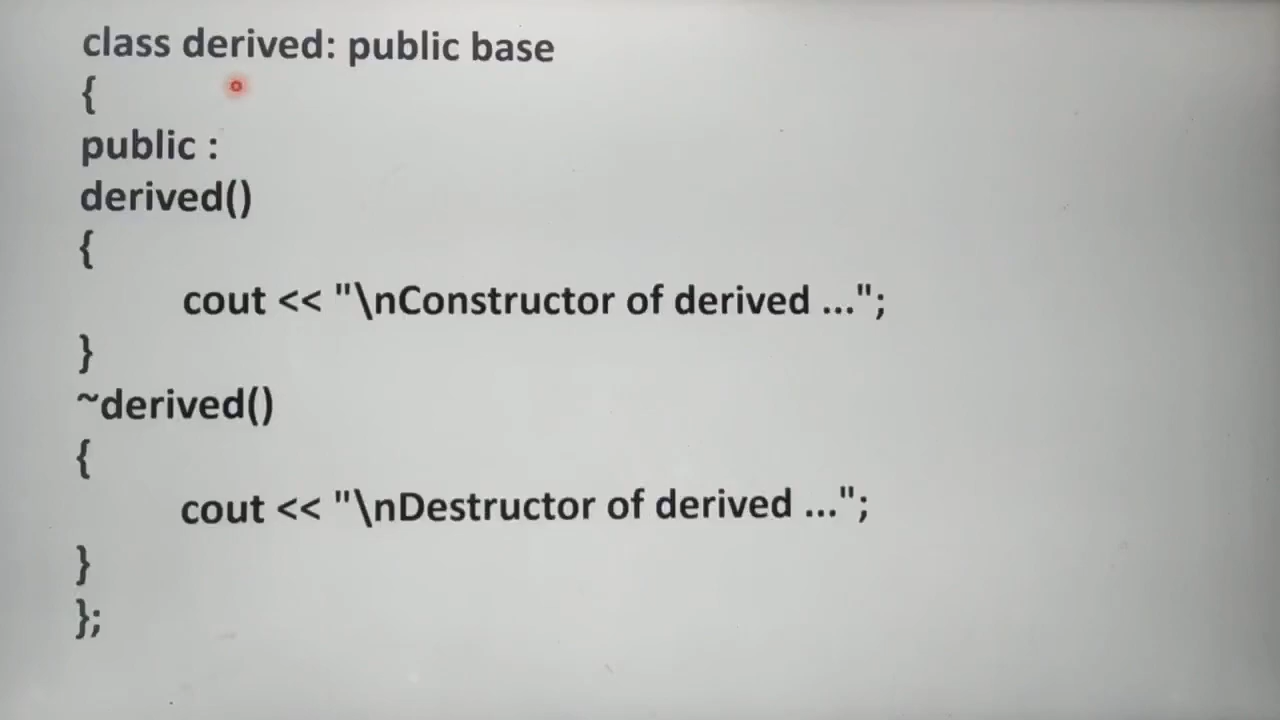 class derived: public base
{
public :
derived()
{
cout << "\nConstructor of derived ...";
}
~derived()
{
cout << "\nDestructor of derived ...";
}
};